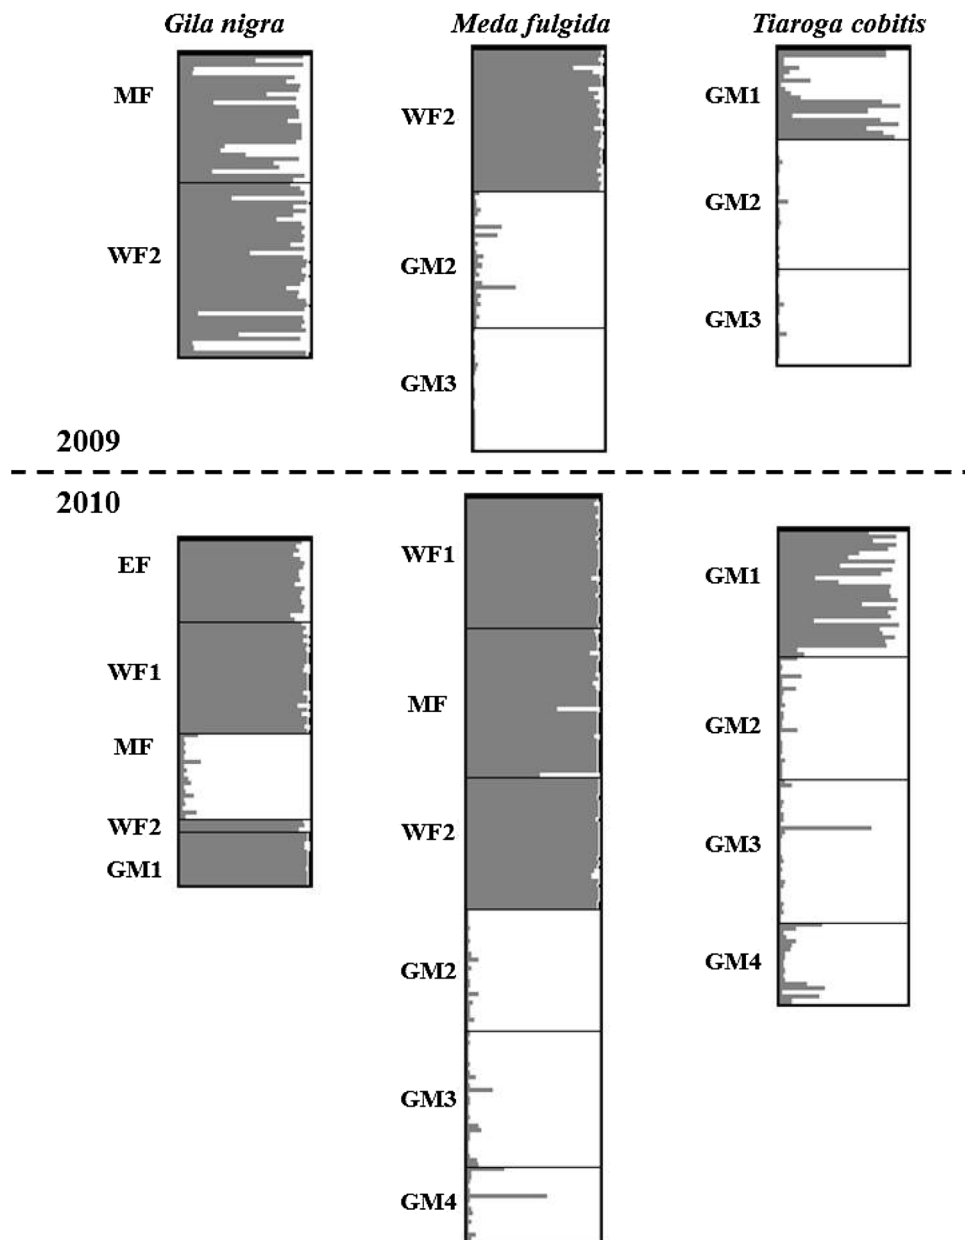 Gila nigra
Meda fulgida
Tiaroga cobitis
MF
WF2
WF2
GM2
GM3
GM1
GM2
GM3
2009
2010
EF
WF1
MF
WF2
GM1
WF1
MF
WF2
GM2
GM3
GM4
GM1
GM2
GM3
GM4